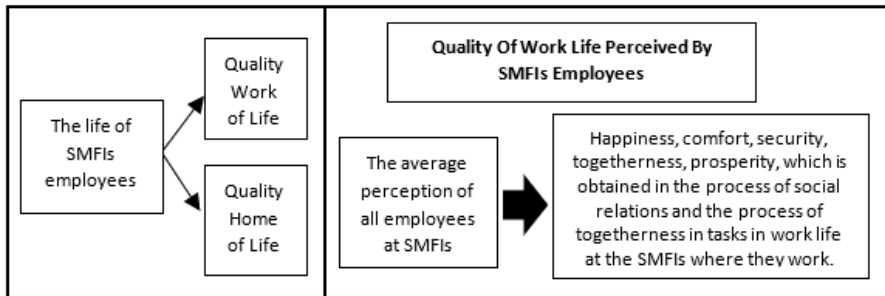 The life of
SMFIs
employees
Quality
Work
of Life
Quality
Home
of Life
Quality Of Work Life Perceived By
SMFIs Employees
The average
perception of
all employees
at SMFIs
Happiness, comfort, security,
togetherness, prosperity, which is
obtained in the process of social
relations and the process of
togetherness in tasks in work life
at the SMFIs where they work.